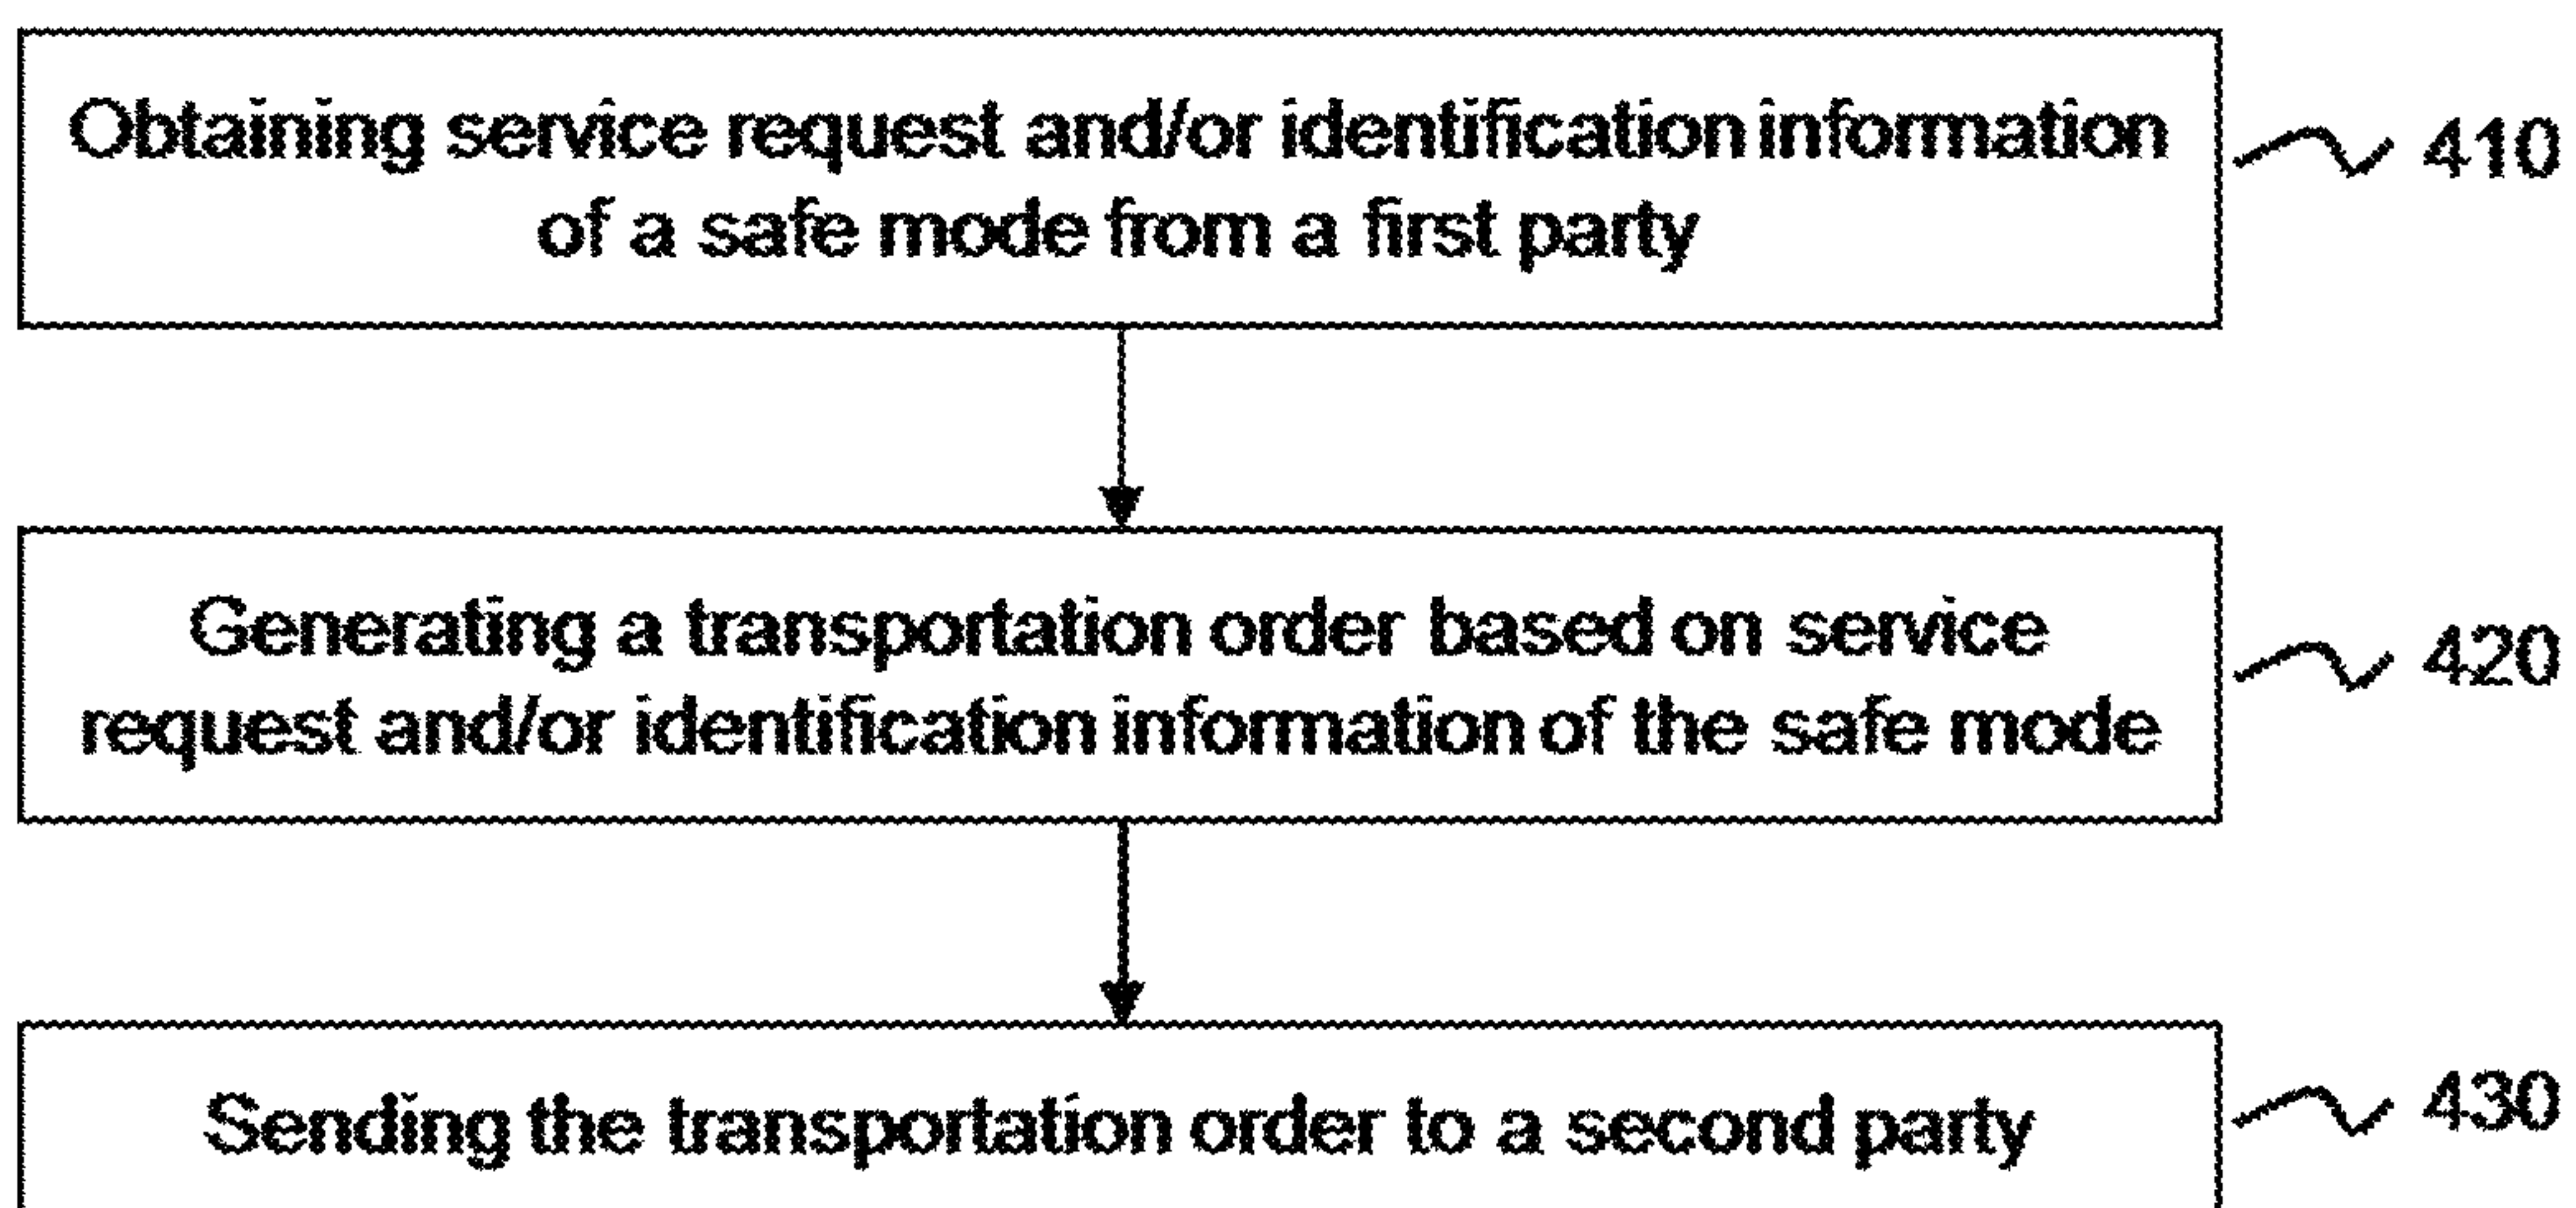 Obtaining service request and/or identification information
of a safe mode from a first party
410
Generating a transportation order based on service
request and/or identification information of the safe mode
420
Sending the transportation order to a second party
430